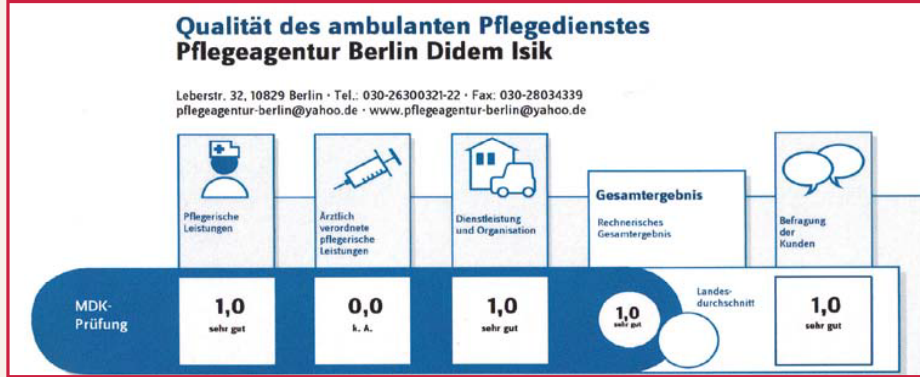 Qualität des ambulanten Pflegedienstes
Pflegeagentur Berlin Didem Isik
Leberstr. 32, 10829 Berlin · Tel.: 030-26300321-22 · Fax: 030-28034339
pflegeagentur-berlin@yahoo.de · www.pflegeagentur-berlin@yahoo.de
Pflegerische
Leistungen
Ärztlich
verordnete
pflegerische
Leistungen
Dienstleistung
und Organisation
Gesamtergebnis
Rechnerisches
Gesamtergebnis
Befragung
der
Kunden
MDK-
Prüfung
1,0
sehr gut
0,0
k. A.
1,0
sehr gut
1,0
sehr gut
Landes-
durchschnitt
1,0
sehr gut